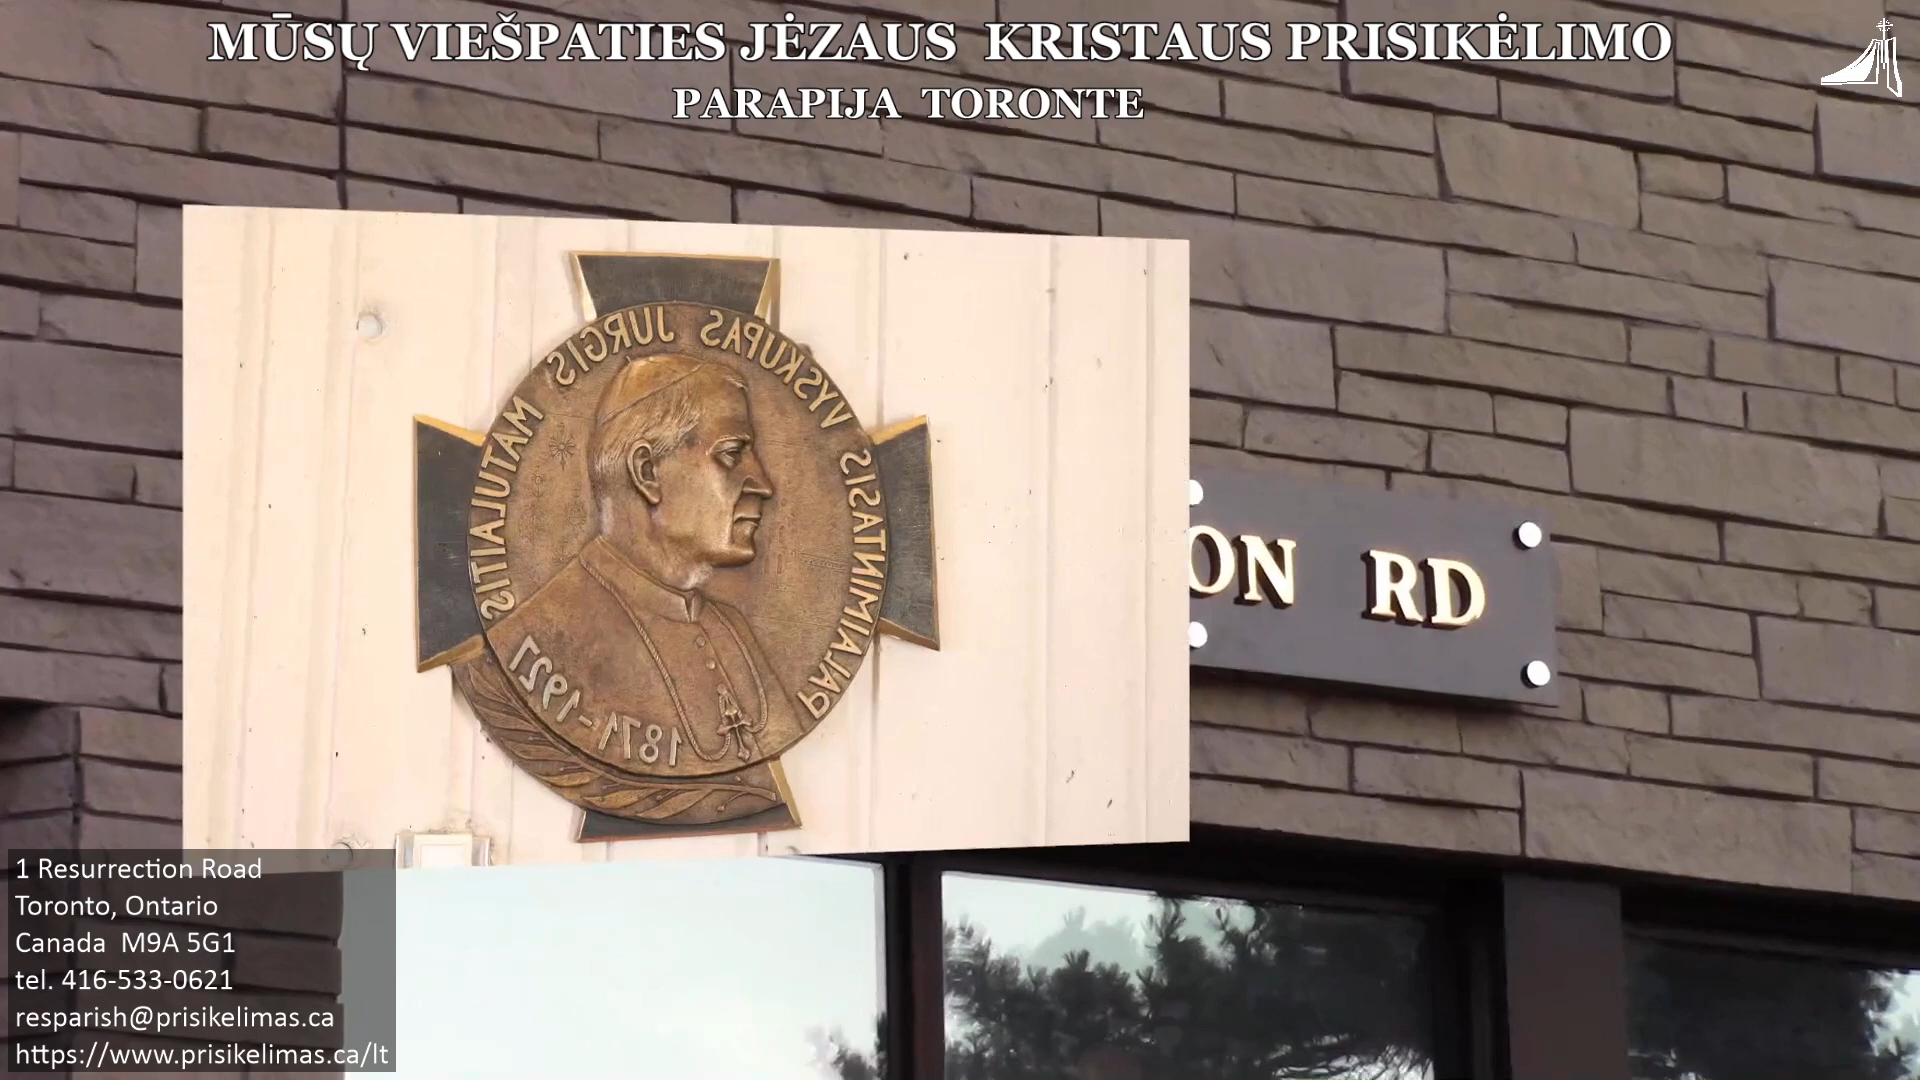 MŪSŲ VIEŠPATIES JĖZAUS KRISTAUS PRISIKĖLIMO
PARAPIJA TORONTE
PALAIMINTASIS VYSKUPAS JURGIS MATULAITIS
1871-1927
ON RD
1 Resurrection Road
Toronto, Ontario
Canada M9A 5G1
tel. 416-533-0621
resparish@prisikelimas.ca
https://www.prisikelimas.ca/lt